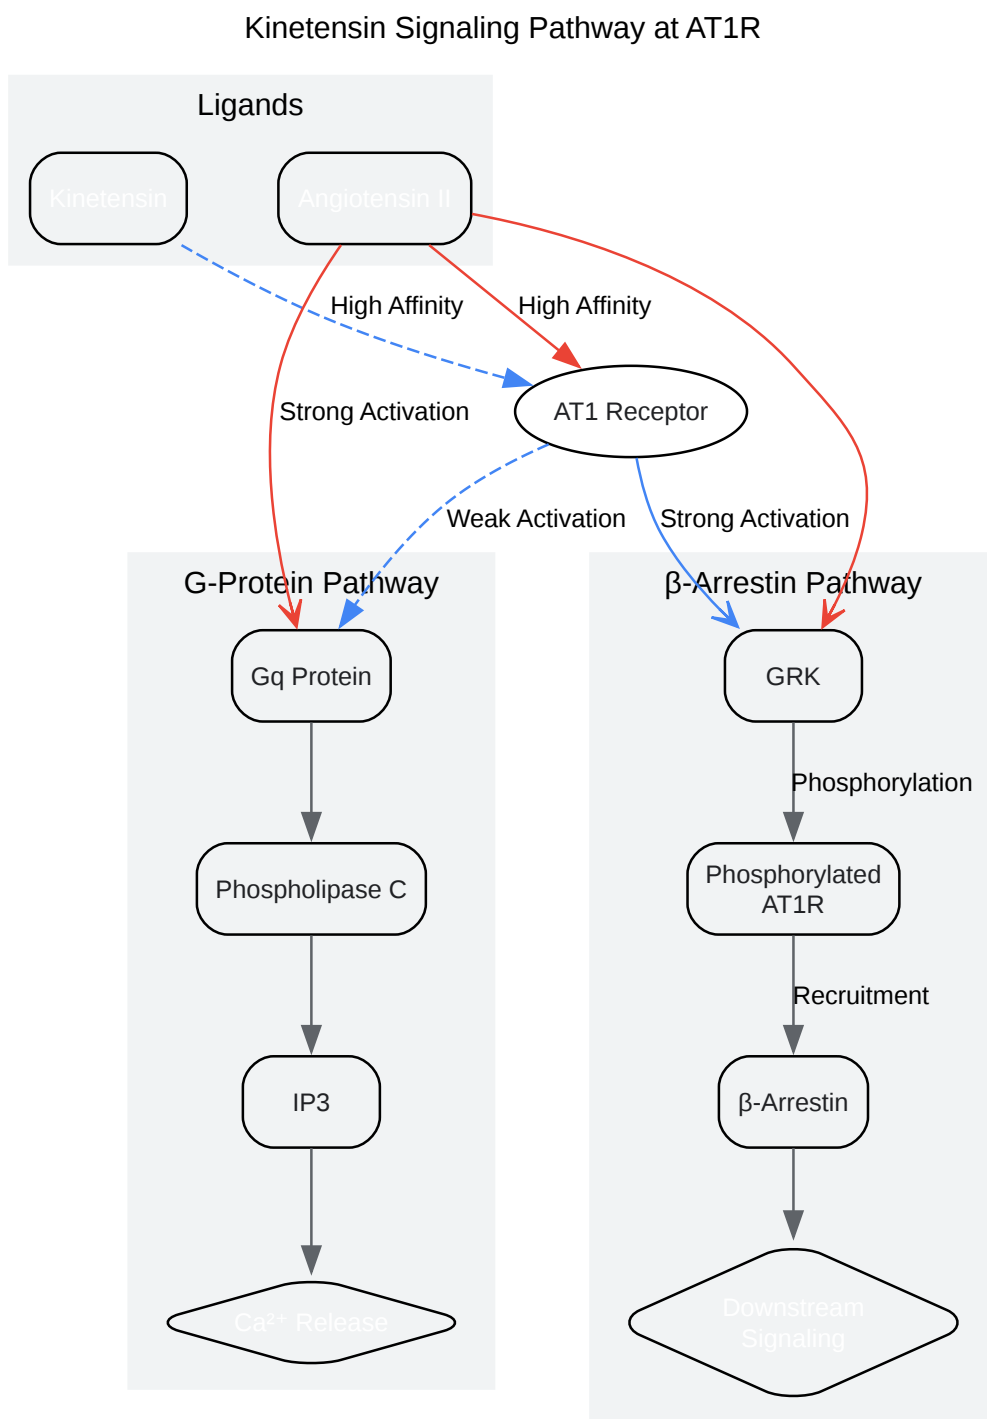 Kinetensin Signaling Pathway at AT1R
Ligands
Kinetensin
Angiotensin II
High Affinity
High Affinity
Strong Activation
AT1 Receptor
Weak Activation
Strong Activation
G-Protein Pathway
β-Arrestin Pathway
Gq Protein
GRK
Phosphorylation
Phospholipase C
Phosphorylated
AT1R
Recruitment
IP3
β-Arrestin
Ca²⁺ Release
Downstream
Signaling